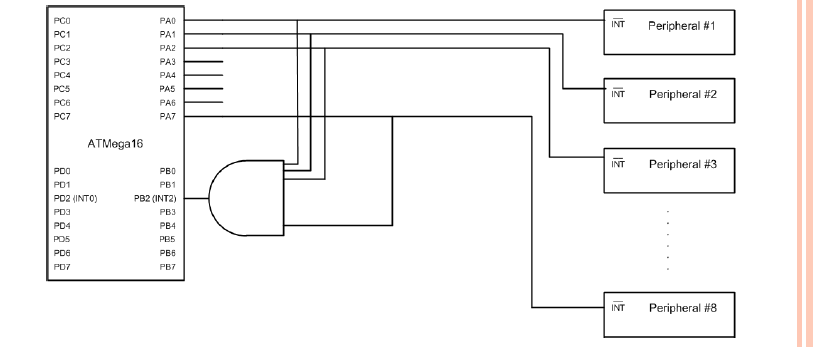 PC0 PA0
PC1 PA1
PC2 PA2
PC3 PA3
PC4 PA4
PC5 PA5
PC6 PA6
PC7 PA7
ATMega16
PD0 PB0
PD1 PB1
PD2 (INT0) PB2 (INT2)
PD3 PB3
PD4 PB4
PD5 PB5
PD6 PB6
PD7 PB7
INT Peripheral #1
INT Peripheral #2
INT Peripheral #3
INT Peripheral #8